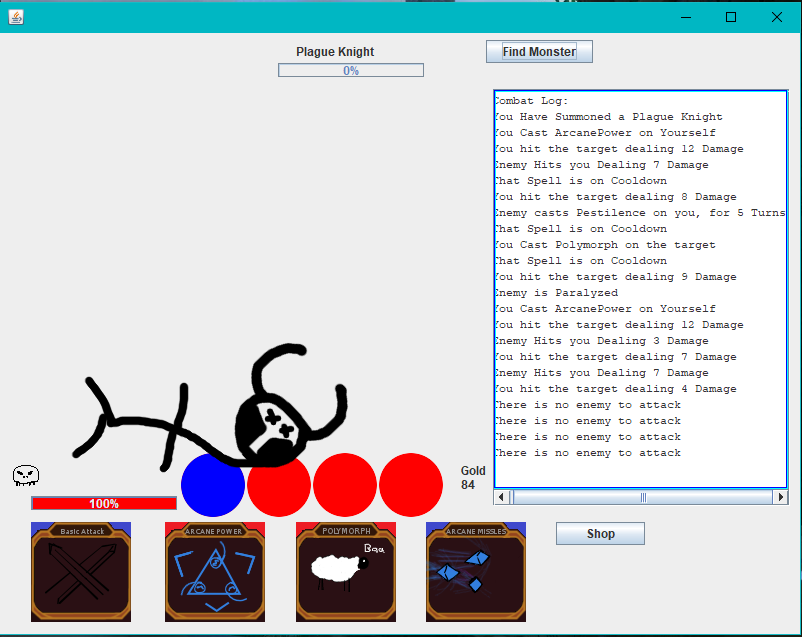 Plague Knight
0%
Find Monster
Combat Log:
You Have Summoned a Plague Knight
You Cast ArcanePower on Yourself
You hit the target dealing 12 Damage
Enemy Hits you Dealing 7 Damage
That Spell is on Cooldown
You hit the target dealing 8 Damage
Enemy casts Pestilence on you, for 5 Turns
That Spell is on Cooldown
You Cast Polymorph on the target
That Spell is on Cooldown
You hit the target dealing 9 Damage
Enemy is Paralyzed
You Cast ArcanePower on Yourself
You hit the target dealing 12 Damage
Enemy Hits you Dealing 3 Damage
You hit the target dealing 7 Damage
Enemy Hits you Dealing 7 Damage
You hit the target dealing 4 Damage
There is no enemy to attack
There is no enemy to attack
There is no enemy to attack
There is no enemy to attack
Gold
84
100%
Basic Attack
ARCANE POWER
POLYMORPH
Baa
ARCANE MISSLES
Shop